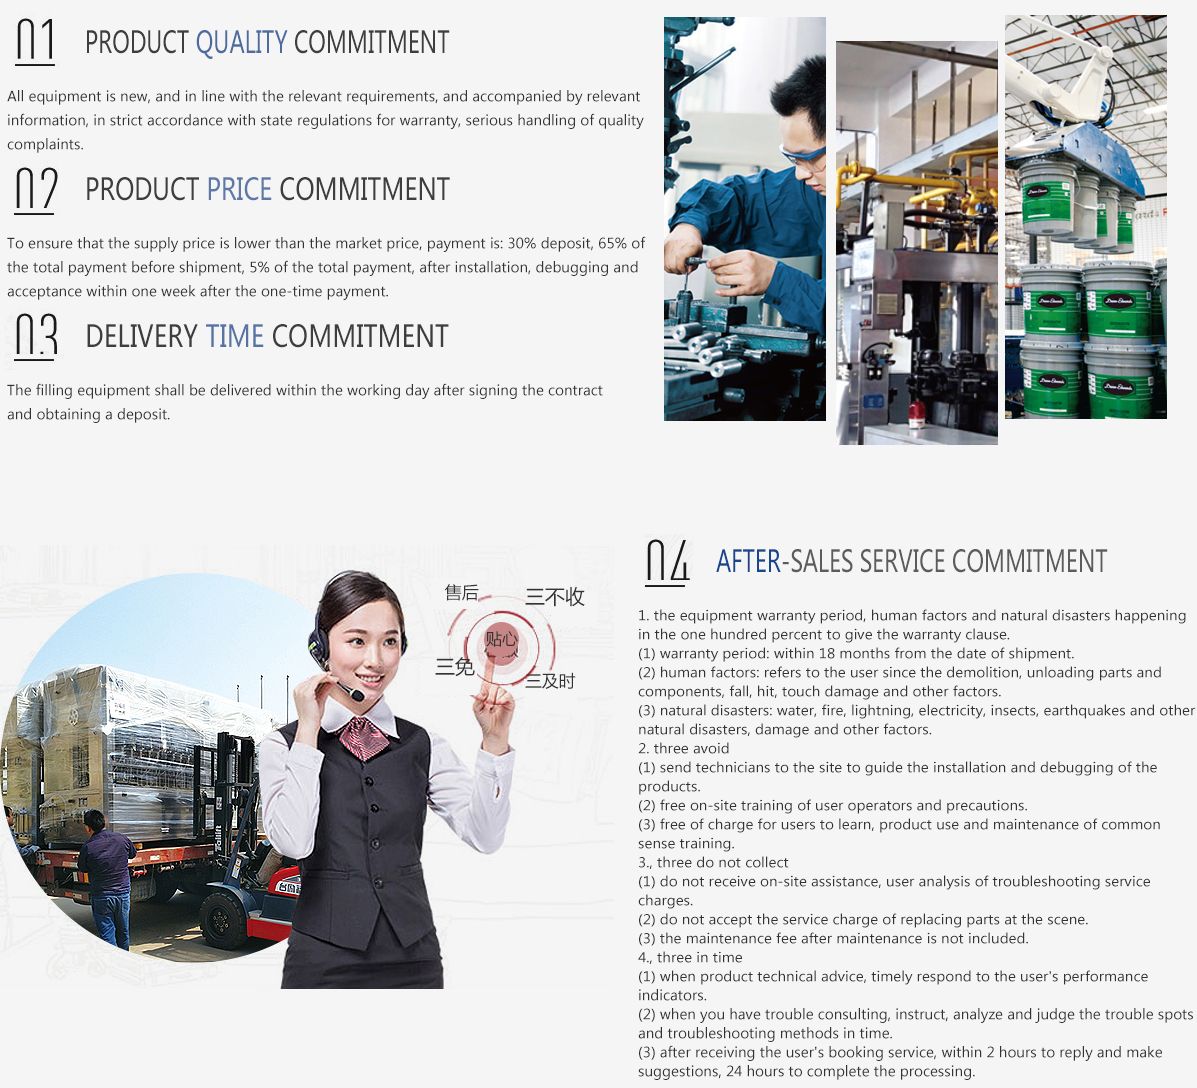 01 PRODUCT QUALITY COMMITMENT
All equipment is new, and in line with the relevant requirements, and accompanied by relevant
information, in strict accordance with state regulations for warranty, serious handling of quality
complaints.
02 PRODUCT PRICE COMMITMENT
To ensure that the supply price is lower than the market price, payment is: 30% deposit, 65% of
the total payment before shipment, 5% of the total payment, after installation, debugging and
acceptance within one week after the one-time payment.
03 DELIVERY TIME COMMITMENT
The filling equipment shall be delivered within the working day after signing the contract
and obtaining a deposit.
售后
三不收
贴心
三免
三及时
04 AFTER-SALES SERVICE COMMITMENT
1. the equipment warranty period, human factors and natural disasters happening
in the one hundred percent to give the warranty clause.
(1) warranty period: within 18 months from the date of shipment.
(2) human factors: refers to the user since the demolition, unloading parts and
components, fall, hit, touch damage and other factors.
(3) natural disasters: water, fire, lightning, electricity, insects, earthquakes and other
natural disasters, damage and other factors.
2. three avoid
(1) send technicians to the site to guide the installation and debugging of the
products.
(2) free on-site training of user operators and precautions.
(3) free of charge for users to learn, product use and maintenance of common
sense training.
3., three do not collect
(1) do not receive on-site assistance, user analysis of troubleshooting service
charges.
(2) do not accept the service charge of replacing parts at the scene.
(3) the maintenance fee after maintenance is not included.
4., three in time
(1) when product technical advice, timely respond to the user's performance
indicators.
(2) when you have trouble consulting, instruct, analyze and judge the trouble spots
and troubleshooting methods in time.
(3) after receiving the user's booking service, within 2 hours to reply and make
suggestions, 24 hours to complete the processing.